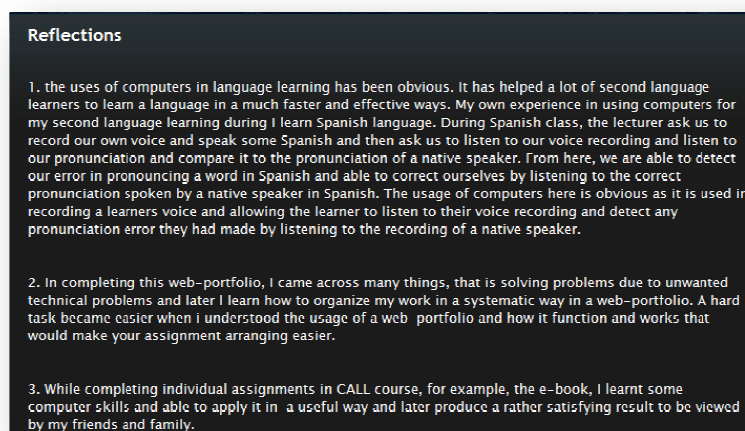 Reflections
1. the uses of computers in language learning has been obvious. It has helped a lot of second language
learners to learn a language in a much faster and effective ways. My own experience in using computers for
my second language learning during I learn Spanish language. During Spanish class, the lecturer ask us to
record our own voice and speak some Spanish and then ask us to listen to our voice recording and listen to
our pronunciation and compare it to the pronunciation of a native speaker. From here, we are able to detect
our error in pronouncing a word in Spanish and able to correct ourselves by listening to the correct
pronunciation spoken by a native speaker in Spanish. The usage of computers here is obvious as it is used in
recording a learners voice and allowing the learner to listen to their voice recording and detect any
pronunciation error they had made by listening to the recording of a native speaker.
2. In completing this web-portfolio, I came across many things, that is solving problems due to unwanted
technical problems and later I learn how to organize my work in a systematic way in a web-portfolio. A hard
task became easier when i understood the usage of a web portfolio and how it function and works that
would make your assignment arranging easier.
3. While completing individual assignments in CALL course, for example, the e-book, I learnt some
computer skills and able to apply it in a useful way and later produce a rather satisfying result to be viewed
by my friends and family.